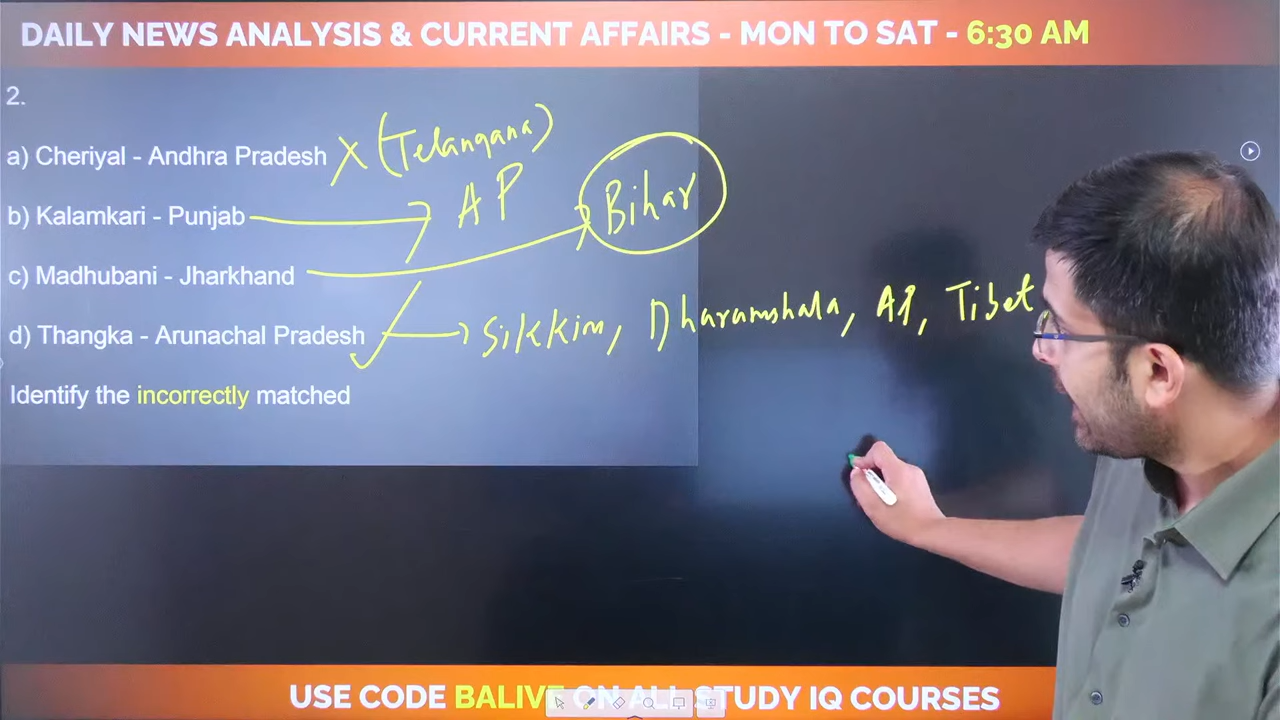 DAILY NEWS ANALYSIS & CURRENT AFFAIRS - MON TO SAT - 6:30 AM
2.
a) Cheriyal - Andhra Pradesh X (Telangana)
b) Kalamkari - Punjab AP
c) Madhubani - Jharkhand Bihar
d) Thangka - Arunachal Pradesh Sikkim, Dharamshala, AP, Tibet
Identify the incorrectly matched
USE CODE BALIVE ON ALL STUDY IQ COURSES